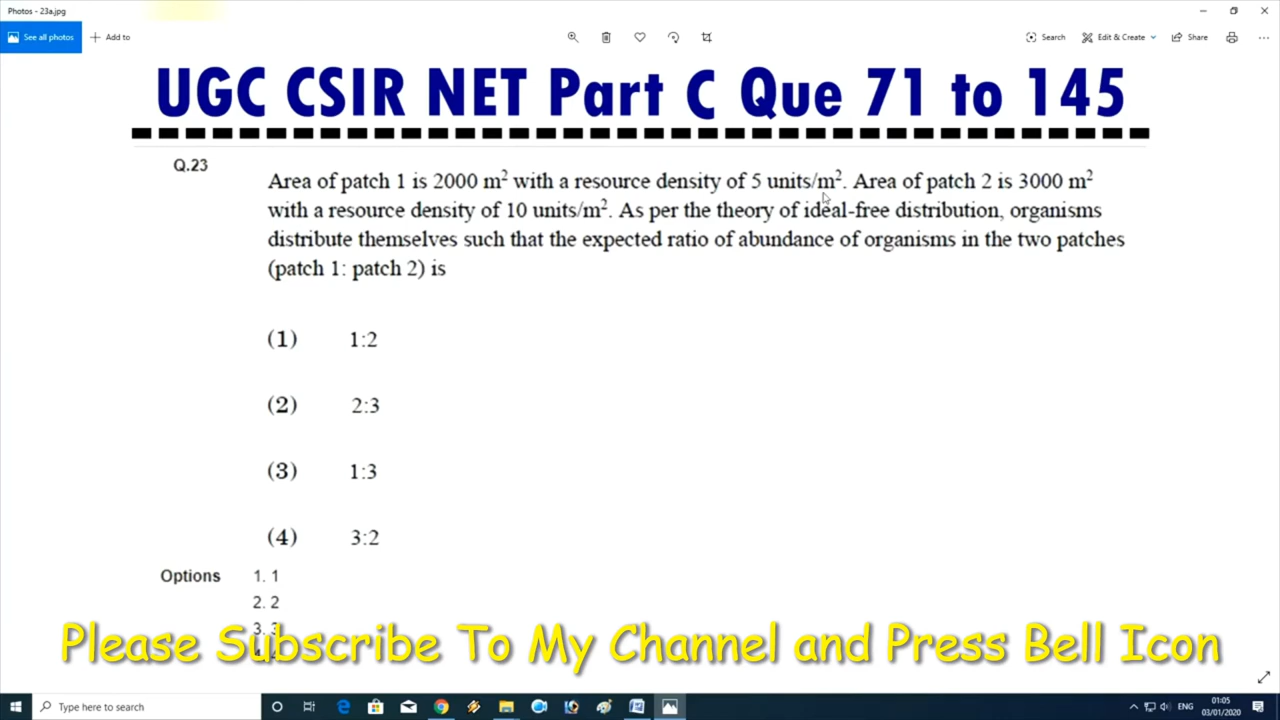 Photos - 23a.jpg
See all photos
Add to
Search
Edit & Create
Share
UGC CSIR NET Part C Que 71 to 145
Q.23
Area of patch 1 is 2000 m² with a resource density of 5 units/m². Area of patch 2 is 3000 m²
with a resource density of 10 units/m². As per the theory of ideal-free distribution, organisms
distribute themselves such that the expected ratio of abundance of organisms in the two patches
(patch 1: patch 2) is
(1) 1:2
(2) 2:3
(3) 1:3
(4) 3:2
Options 1. 1
2. 2
3. 3
Please Subscribe To My Channel and Press Bell Icon
Type here to search
ENG
01:05
03/01/2020